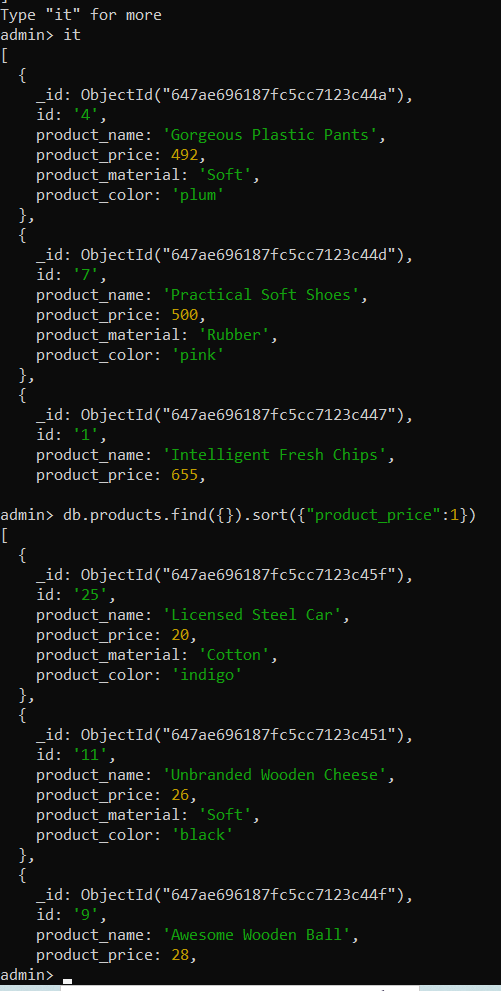 Type "it" for more
admin> it
[
  {
    _id: ObjectId("647ae696187fc5cc7123c44a"),
    id: '4',
    product_name: 'Gorgeous Plastic Pants',
    product_price: 492,
    product_material: 'Soft',
    product_color: 'plum'
  },
  {
    _id: ObjectId("647ae696187fc5cc7123c44d"),
    id: '7',
    product_name: 'Practical Soft Shoes',
    product_price: 500,
    product_material: 'Rubber',
    product_color: 'pink'
  },
  {
    _id: ObjectId("647ae696187fc5cc7123c447"),
    id: '1',
    product_name: 'Intelligent Fresh Chips',
    product_price: 655,
admin> db.products.find({}).sort({"product_price":1})
[
  {
    _id: ObjectId("647ae696187fc5cc7123c45f"),
    id: '25',
    product_name: 'Licensed Steel Car',
    product_price: 20,
    product_material: 'Cotton',
    product_color: 'indigo'
  },
  {
    _id: ObjectId("647ae696187fc5cc7123c451"),
    id: '11',
    product_name: 'Unbranded Wooden Cheese',
    product_price: 26,
    product_material: 'Soft',
    product_color: 'black'
  },
  {
    _id: ObjectId("647ae696187fc5cc7123c44f"),
    id: '9',
    product_name: 'Awesome Wooden Ball',
    product_price: 28,
admin>